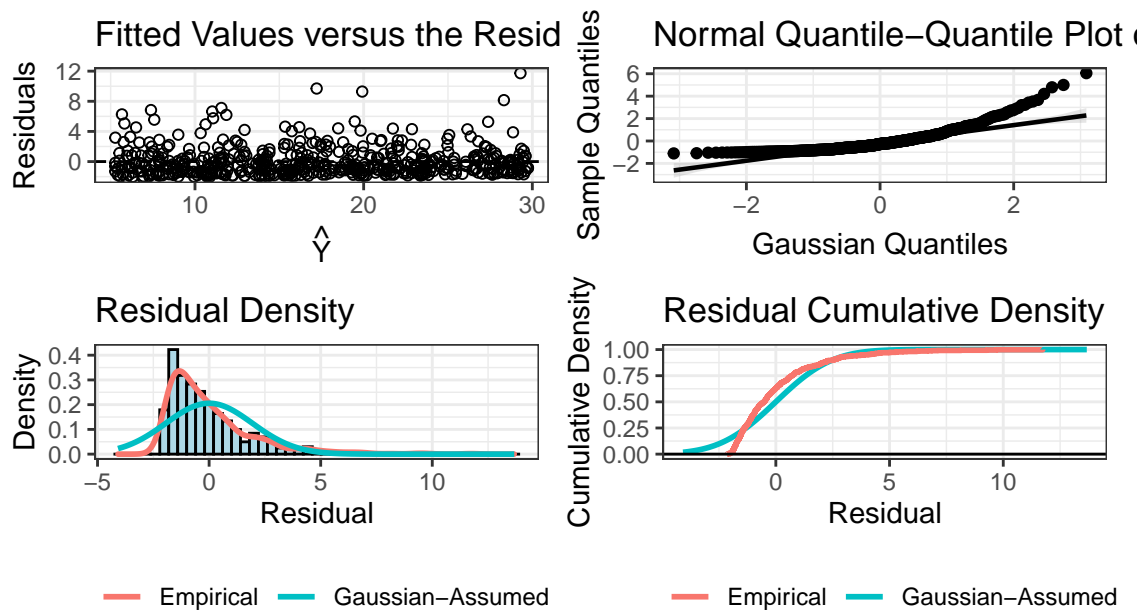 Fitted Values versus the Resid
Residuals
12
8
4
0
10
20
30
Ŷ
Normal Quantile−Quantile Plot
Sample Quantiles
6
4
2
0
−2
−2
0
2
Gaussian Quantiles
Residual Density
Density
0.4
0.3
0.2
0.1
0.0
−5
0
5
10
Residual
Empirical
Gaussian−Assumed
Residual Cumulative Density
Cumulative Density
1.00
0.75
0.50
0.25
0.00
0
5
10
Residual
Empirical
Gaussian−Assumed